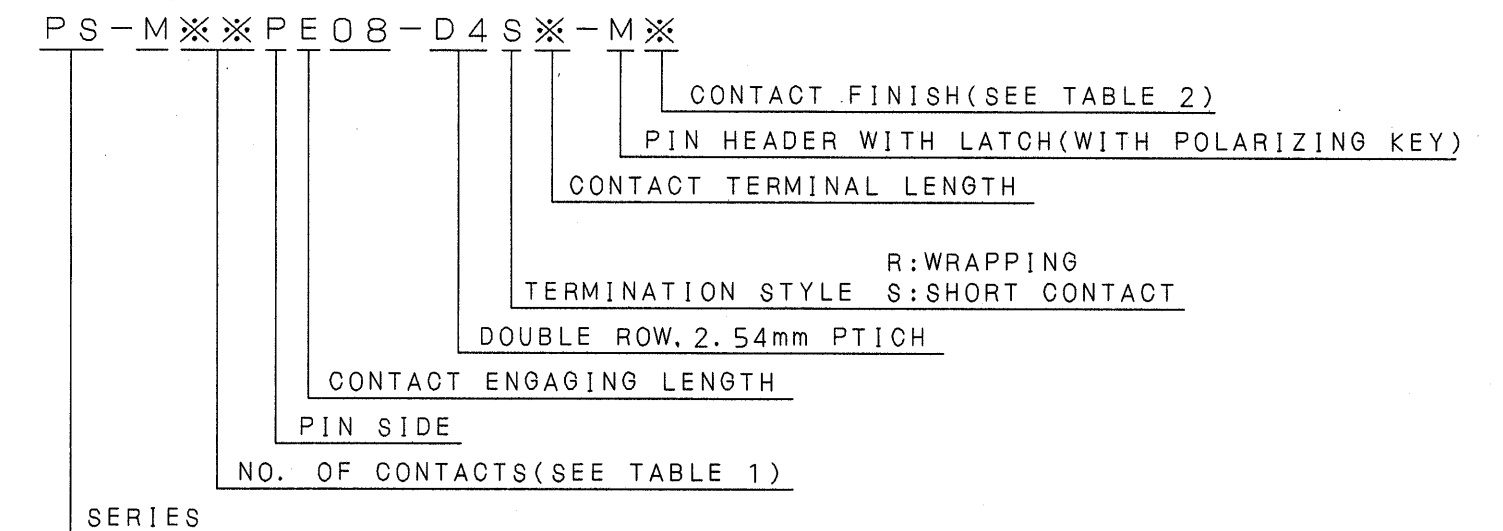 PS-M※※PE08-D4S※-M※
CONTACT FINISH(SEE TABLE 2)
PIN HEADER WITH LATCH(WITH POLARIZING KEY)
CONTACT TERMINAL LENGTH
R:WRAPPING
TERMINATION STYLE S:SHORT CONTACT
DOUBLE ROW,2.54mm PTICH
CONTACT ENGAGING LENGTH
PIN SIDE
NO. OF CONTACTS(SEE TABLE 1)
SERIES